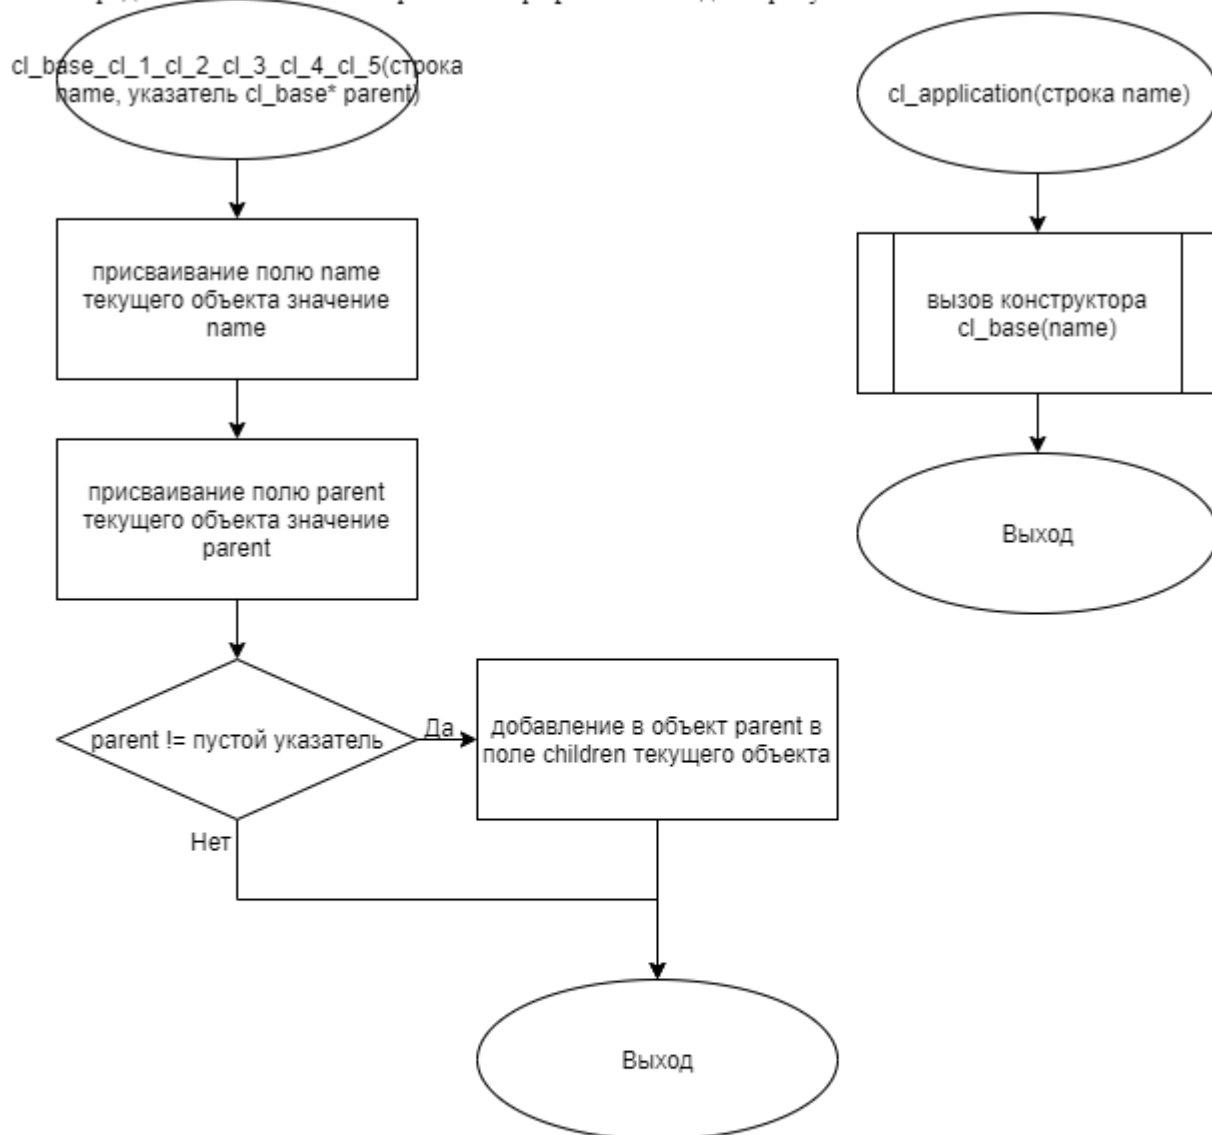 cl_base_cl_1_cl_2_cl_3_cl_4_cl_5(строка
name, указатель cl_base* parent)
присваивание полю name
текущего объекта значение
name
присваивание полю parent
текущего объекта значение
parent
parent != пустой указатель
Да
добавление в объект parent в
поле children текущего объекта
Нет
Выход
cl_application(строка name)
вызов конструктора
cl_base(name)
Выход